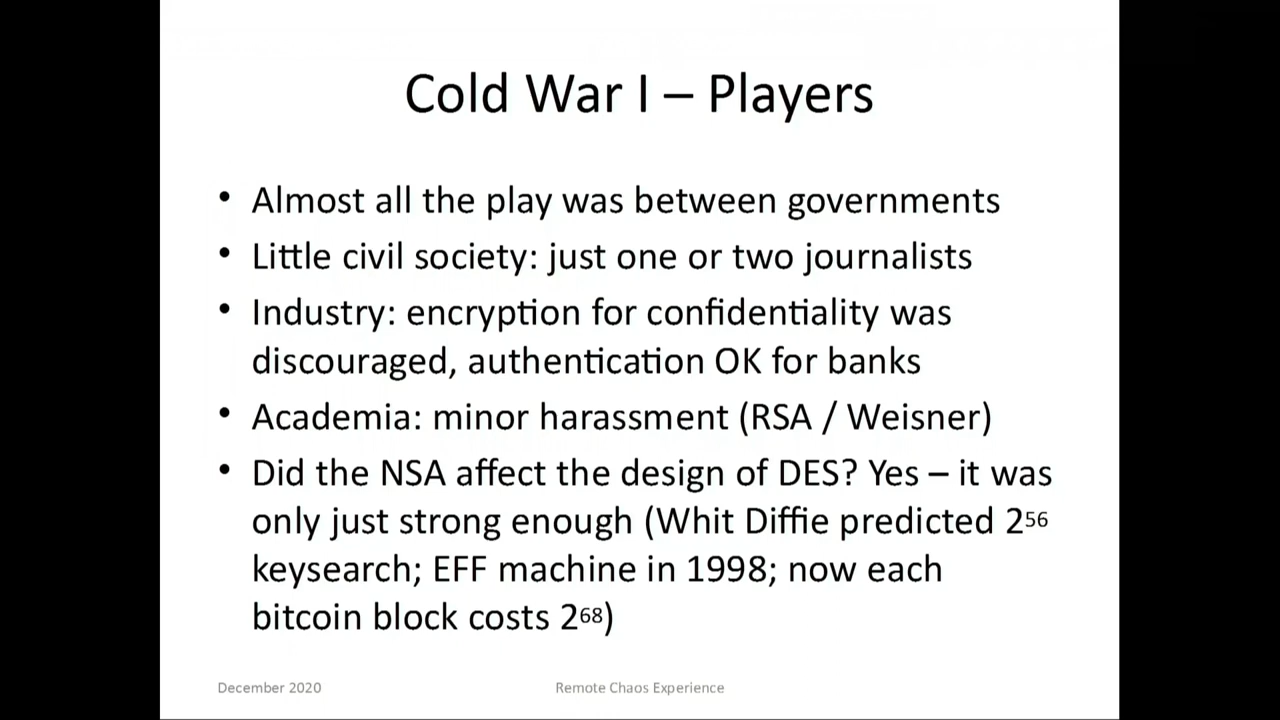 Cold War I – Players
• Almost all the play was between governments
• Little civil society: just one or two journalists
• Industry: encryption for confidentiality was
discouraged, authentication OK for banks
• Academia: minor harassment (RSA / Weisner)
• Did the NSA affect the design of DES? Yes – it was
only just strong enough (Whit Diffie predicted 2⁵⁶
keysearch; EFF machine in 1998; now each
bitcoin block costs 2⁶⁸)
December 2020
Remote Chaos Experience